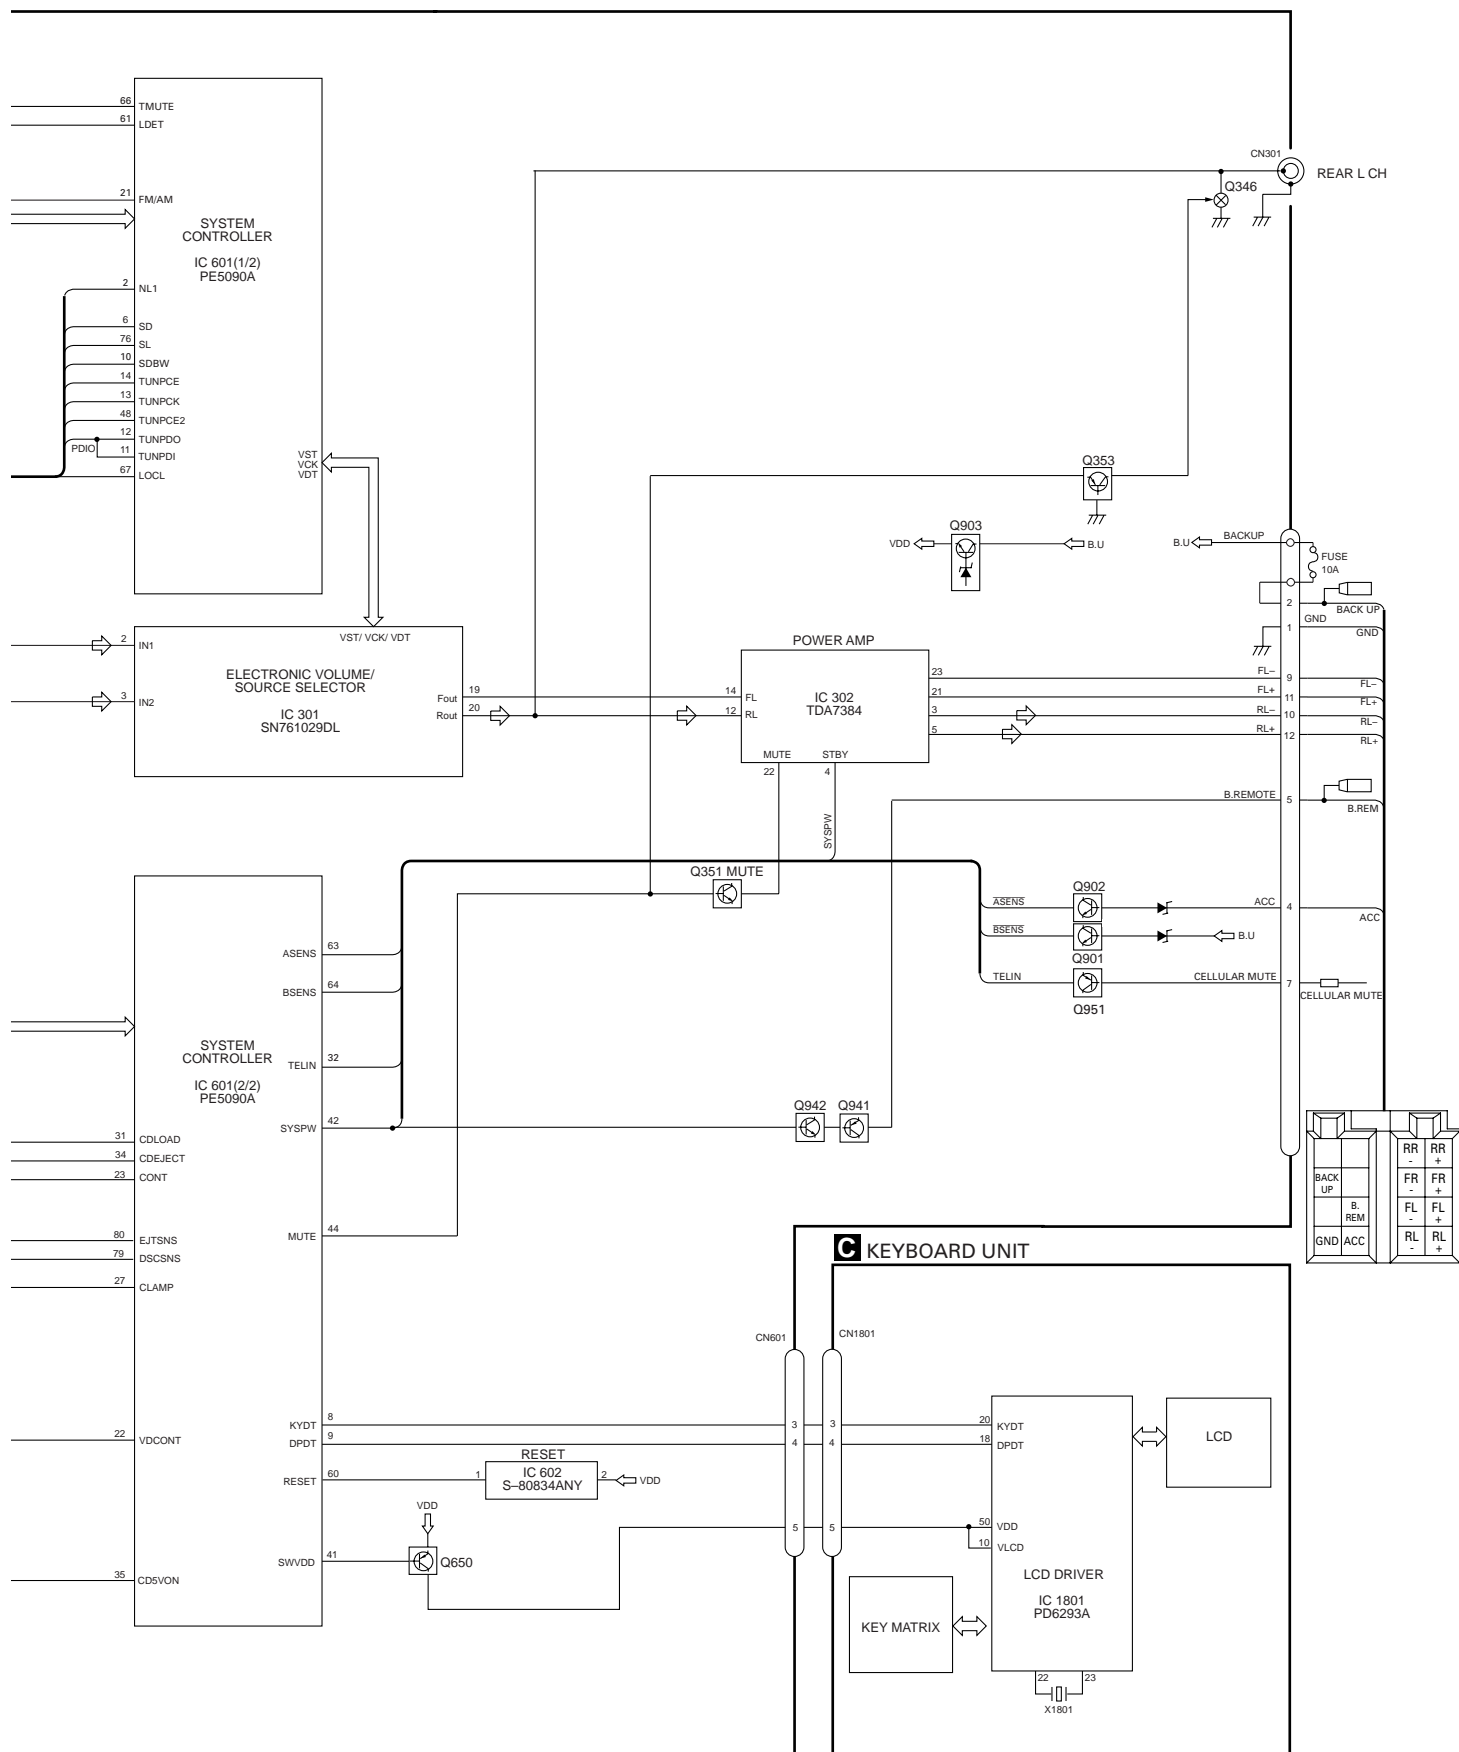 66
TMUTE
61
LDET
21
FM/AM
SYSTEM
CONTROLLER
IC 601(1/2)
PE5090A
2
NL1
6
SD
76
SL
10
SDBW
14
TUNPCE
13
TUNPCK
48
TUNPCE2
12
TUNPDO
PDIO
11
TUNPDI
67
LOCL
VST
VCK
VDT
CN301
REAR L CH
Q346
Q353
Q903
VDD
B.U
B.U
BACKUP
FUSE
10A
2
BACK UP
GND
1
GND
2
IN1
3
IN2
VST/ VCK/ VDT
ELECTRONIC VOLUME/
SOURCE SELECTOR
IC 301
SN761029DL
Fout
19
Rout
20
POWER AMP
14
FL
12
RL
IC 302
TDA7384
MUTE
STBY
22
4
23
21
3
5
FL–
9
FL–
FL+
11
FL+
RL–
10
RL–
RL+
12
RL+
B.REMOTE
5
B.REM
SYSPW
Q351 MUTE
ASENS
Q902
ACC
4
ACC
BSENS
B.U
Q901
TELIN
CELLULAR MUTE
7
CELLULAR MUTE
Q951
ASENS
63
BSENS
64
SYSTEM
CONTROLLER
IC 601(2/2)
PE5090A
TELIN
32
SYSPW
42
Q942
Q941
31
CDLOAD
34
CDEJECT
23
CONT
80
EJTSNS
79
DSCSNS
27
CLAMP
MUTE
44
RR
-
RR
+
BACK
UP
FR
-
FR
+
B.
REM
FL
-
FL
+
GND
ACC
RL
-
RL
+
C KEYBOARD UNIT
CN601
CN1801
22
VDCONT
KYDT
8
3
3
20
KYDT
DPDT
9
4
4
18
DPDT
LCD
RESET
60
RESET
1
IC 602
S–80834ANY
2
VDD
VDD
5
5
50
VDD
10
VLCD
SWVDD
41
Q650
35
CD5VON
LCD DRIVER
IC 1801
PD6293A
KEY MATRIX
22
23
X1801